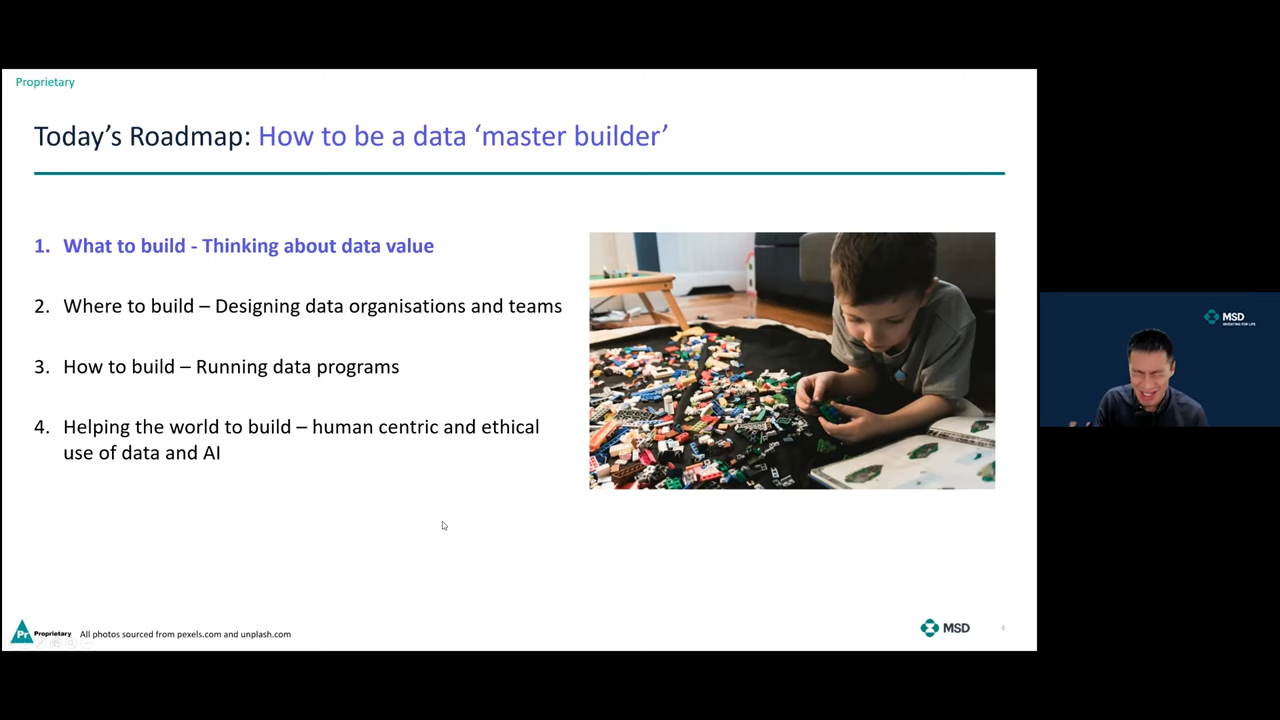 Proprietary
Today's Roadmap: How to be a data ‘master builder’
1. What to build - Thinking about data value
2. Where to build – Designing data organisations and teams
3. How to build – Running data programs
4. Helping the world to build – human centric and ethical
use of data and AI
MSD
INVENTING FOR LIFE
Pr Proprietary All photos sourced from pexels.com and unplash.com
MSD
4